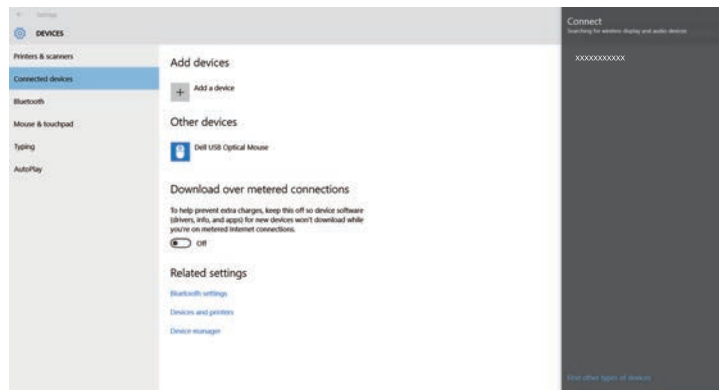 Settings
DEVICES
Printers & scanners
Connected devices
Bluetooth
Mouse & touchpad
Typing
AutoPlay
Add devices
Add a device
Other devices
Dell USB Optical Mouse
Download over metered connections
To help prevent extra charges, keep this off so device software
(drivers, info, and apps) for new devices won't download while
you're on metered Internet connections.
Off
Related settings
Bluetooth settings
Devices and printers
Device manager
Connect
Searching for wireless display and audio devices
XXXXXXXXXXX
Find other types of devices